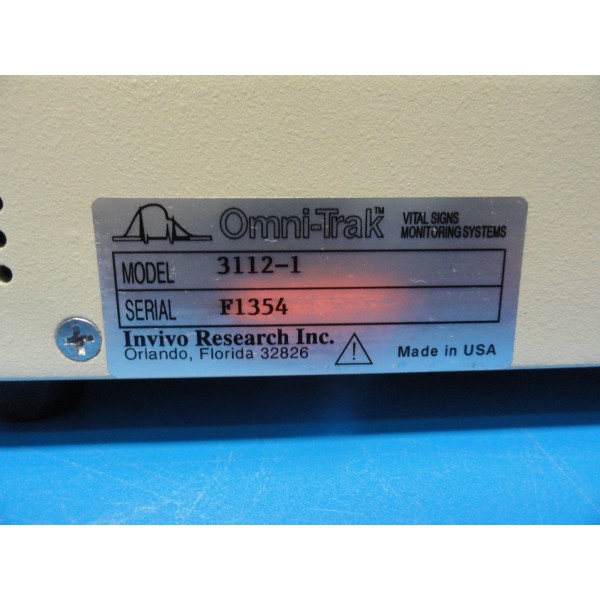 Omni-Trak™ VITAL SIGNS
MONITORING SYSTEMS
MODEL 3112-1
SERIAL F1354
Invivo Research Inc.
Orlando, Florida 32826
Made in USA